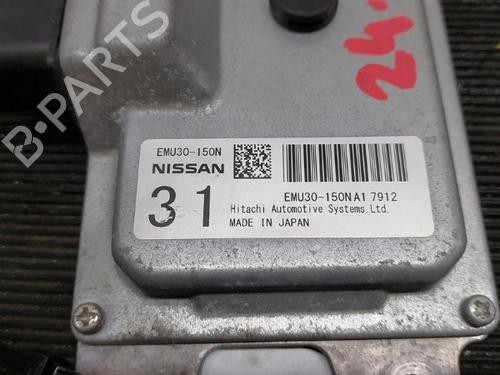 B-PARTS
24.
EMU30-150N
NISSAN
31
EMU30-150NA1 7912
Hitachi Automotive Systems,Ltd.
MADE IN JAPAN